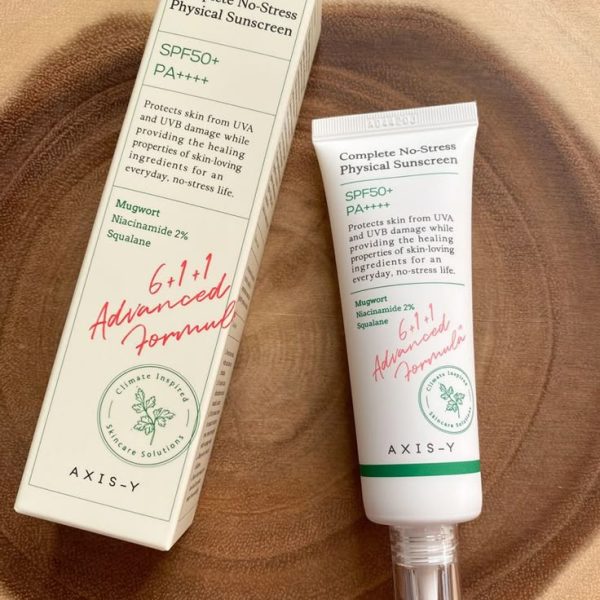 Complete No-Stress
Physical Sunscreen
SPF50+
PA++++
Protects skin from UVA
and UVB damage while
providing the healing
properties of skin-loving
ingredients for an
everyday, no-stress life.
Mugwort
Niacinamide 2%
Squalane
6+1+1
Advanced
Formul
Climate Inspired
Skincare Solutions
AXIS-Y
Complete No-Stress
Physical Sunscreen
SPF50+
PA++++
Protects skin from UVA
and UVB damage while
providing the healing
properties of skin-loving
ingredients for an
everyday, no-stress life.
Mugwort
Niacinamide 2%
Squalane
6+1+1
Advanced
Formula
Climate Inspired
Skincare Solutions
AXIS-Y